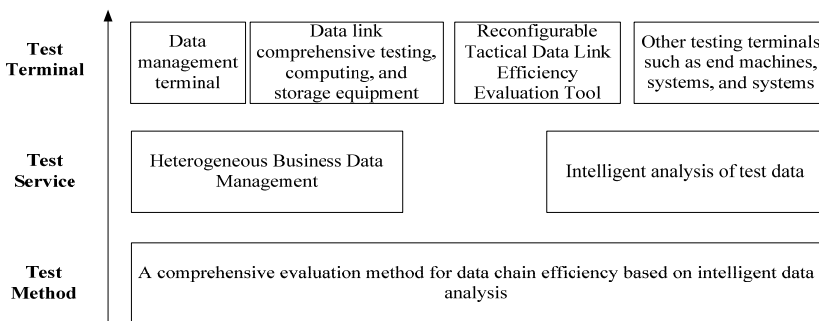 Test
Terminal
Data
management
terminal
Data link
comprehensive testing,
computing, and
storage equipment
Reconfigurable
Tactical Data Link
Efficiency
Evaluation Tool
Other testing terminals
such as end machines,
systems, and systems
Test
Service
Heterogeneous Business Data
Management
Intelligent analysis of test data
Test
Method
A comprehensive evaluation method for data chain efficiency based on intelligent data
analysis